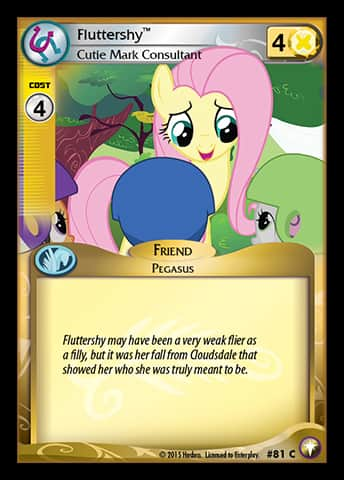 Fluttershy™
Cutie Mark Consultant
4
COST
4
FRIEND
PEGASUS
Fluttershy may have been a very weak flier as
a filly, but it was her fall from Cloudsdale that
showed her who she was truly meant to be.
© 2015 Hasbro. Licensed to Enterplay. #81 C